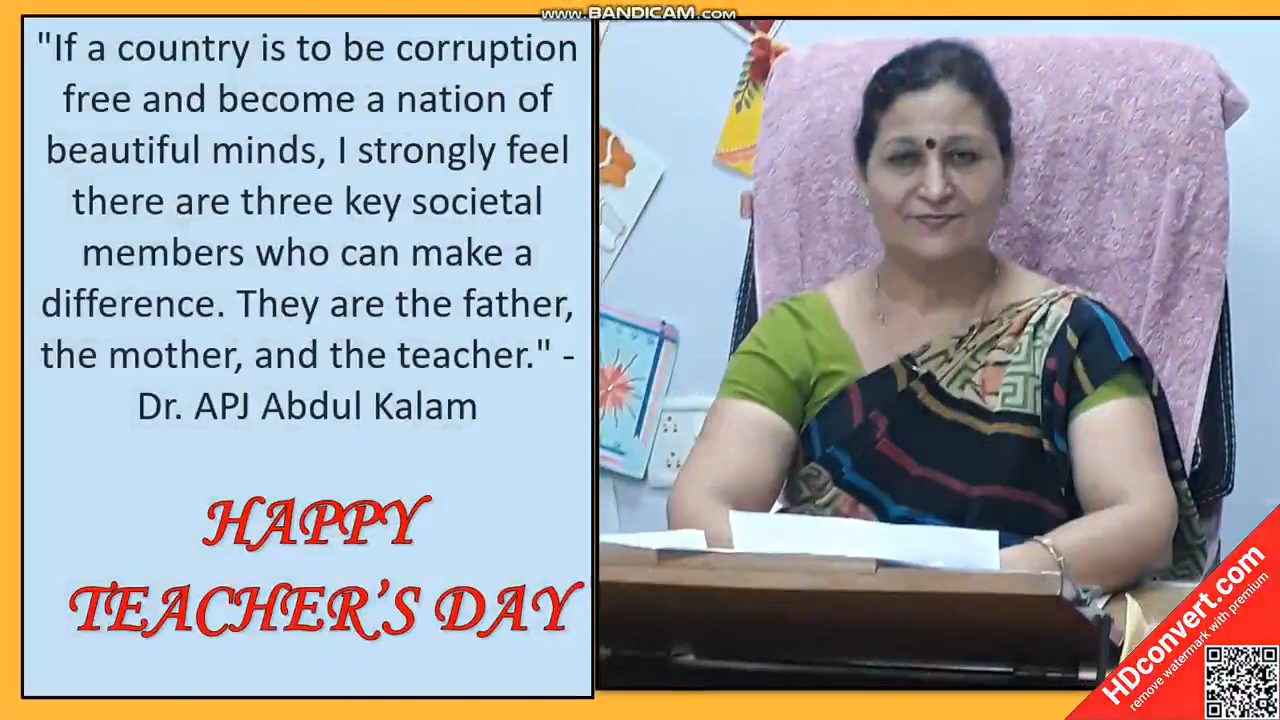 www.BANDICAM.com
"If a country is to be corruption
free and become a nation of
beautiful minds, I strongly feel
there are three key societal
members who can make a
difference. They are the father,
the mother, and the teacher." -
Dr. APJ Abdul Kalam
HAPPY
TEACHER'S DAY
HDconvert.com
remove watermark with premium